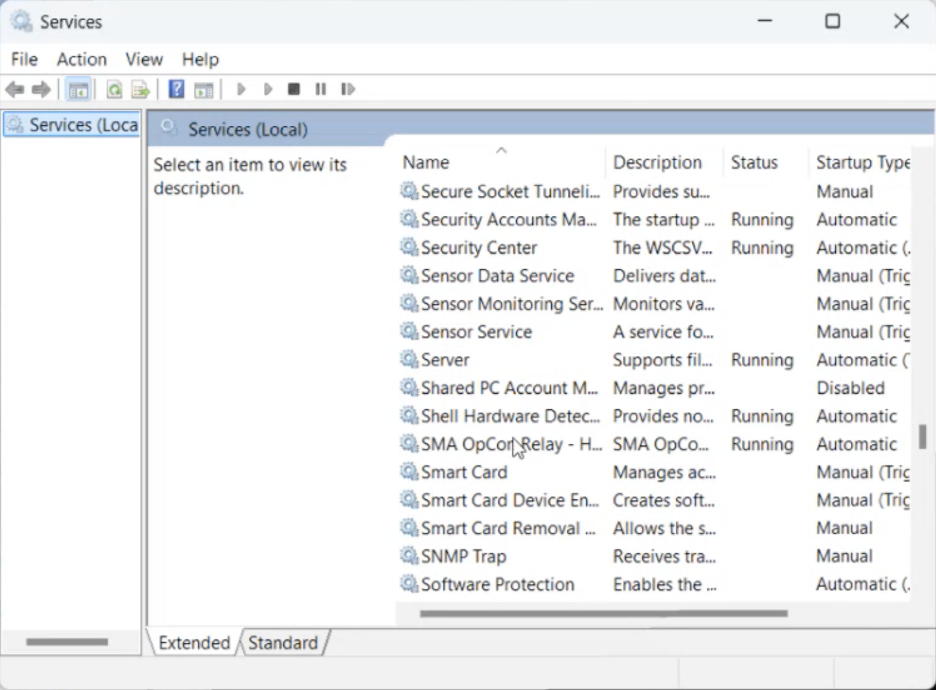 Services
File Action View Help
Services (Loca
Services (Local)
Select an item to view its
description.
Name Description Status Startup Type
Secure Socket Tunneli... Provides su... Manual
Security Accounts Ma... The startup ... Running Automatic
Security Center The WSCSV... Running Automatic (.
Sensor Data Service Delivers dat... Manual (Trig
Sensor Monitoring Ser... Monitors va... Manual (Trig
Sensor Service A service fo... Manual (Trig
Server Supports fil... Running Automatic (T
Shared PC Account M... Manages pr... Disabled
Shell Hardware Detec... Provides no... Running Automatic
SMA OpCon Relay - H... SMA OpCo... Running Automatic
Smart Card Manages ac... Manual (Trig
Smart Card Device En... Creates soft... Manual (Trig
Smart Card Removal ... Allows the s... Manual
SNMP Trap Receives tra... Manual
Software Protection Enables the ... Automatic (.
Extended Standard